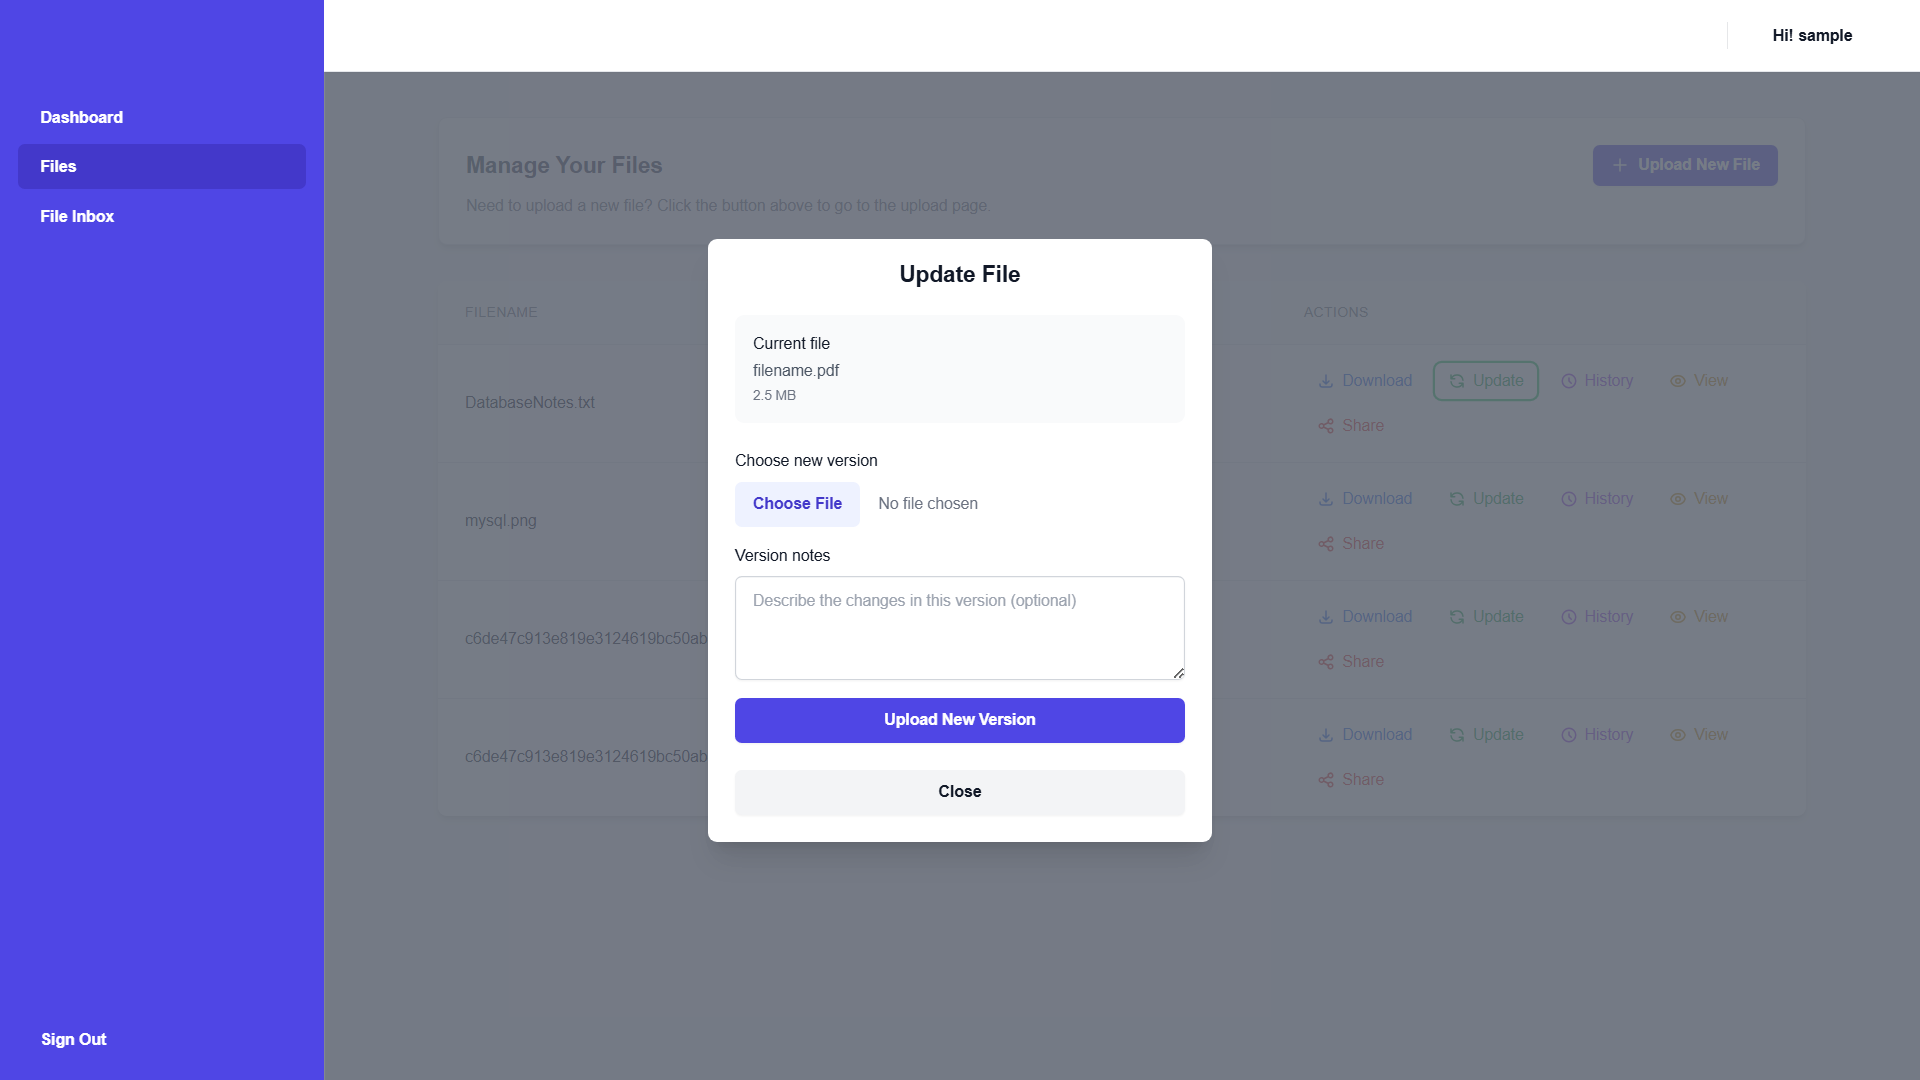 Hi! sample
Dashboard
Files
File Inbox
Sign Out
Manage Your Files
Upload New File
Need to upload a new file? Click the button above to go to the upload page.
FILENAME
ACTIONS
DatabaseNotes.txt
Download Update History View
Share
mysql.png
Download Update History View
Share
c6de47c913e819e3124619bc50ab
Download Update History View
Share
c6de47c913e819e3124619bc50ab
Download Update History View
Share
Update File
Current file
filename.pdf
2.5 MB
Choose new version
Choose File No file chosen
Version notes
Describe the changes in this version (optional)
Upload New Version
Close